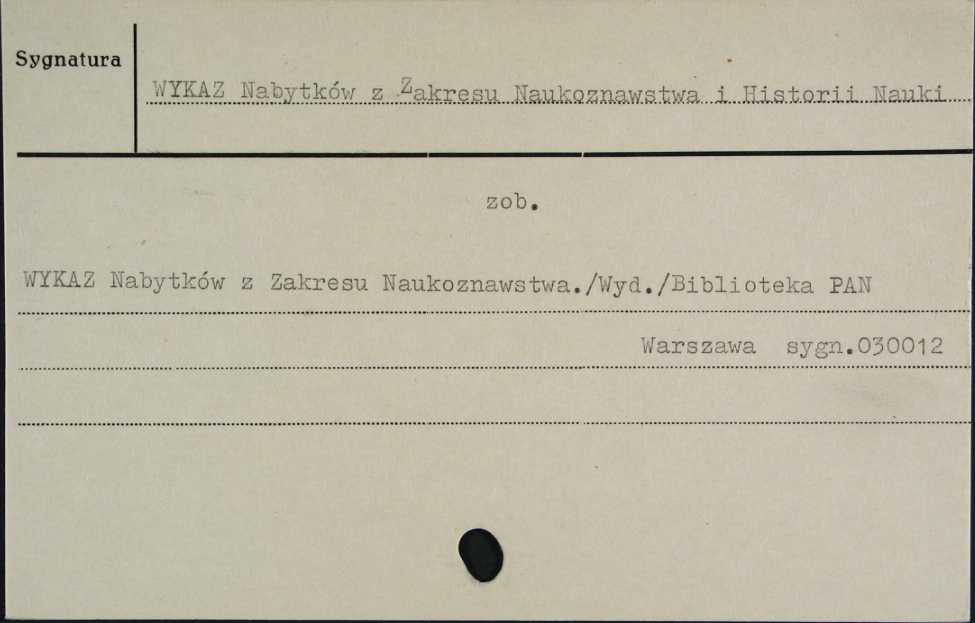 Sygnatura
WYKAZ Nabytków z Zakresu Naukoznawstwa i Historii Nauki
zob.
WYKAZ Nabytków z Zakresu Naukoznawstwa./Wyd./Biblioteka PAN
Warszawa sygn.030012